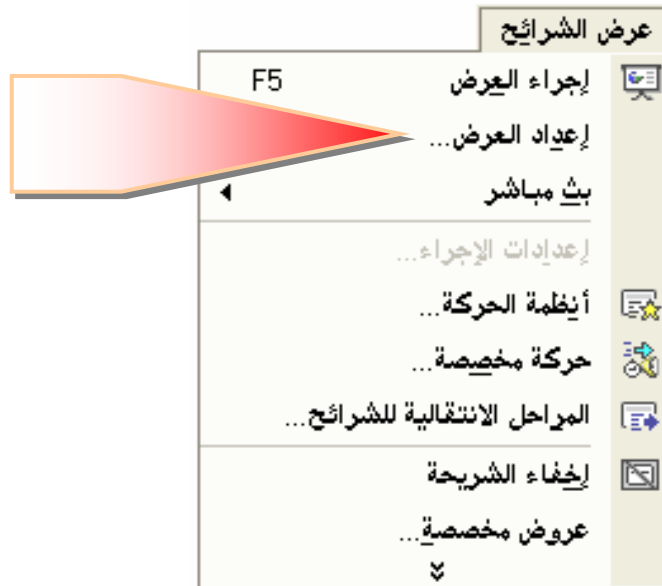 عرض الشرائح
إجراء العرض F5
إعداد العرض...
بث مباشر
إعدادات الإجراء...
أنظمة الحركة...
حركة مخصصة...
المراحل الانتقالية للشرائح...
إخفاء الشريحة
عروض مخصصة...